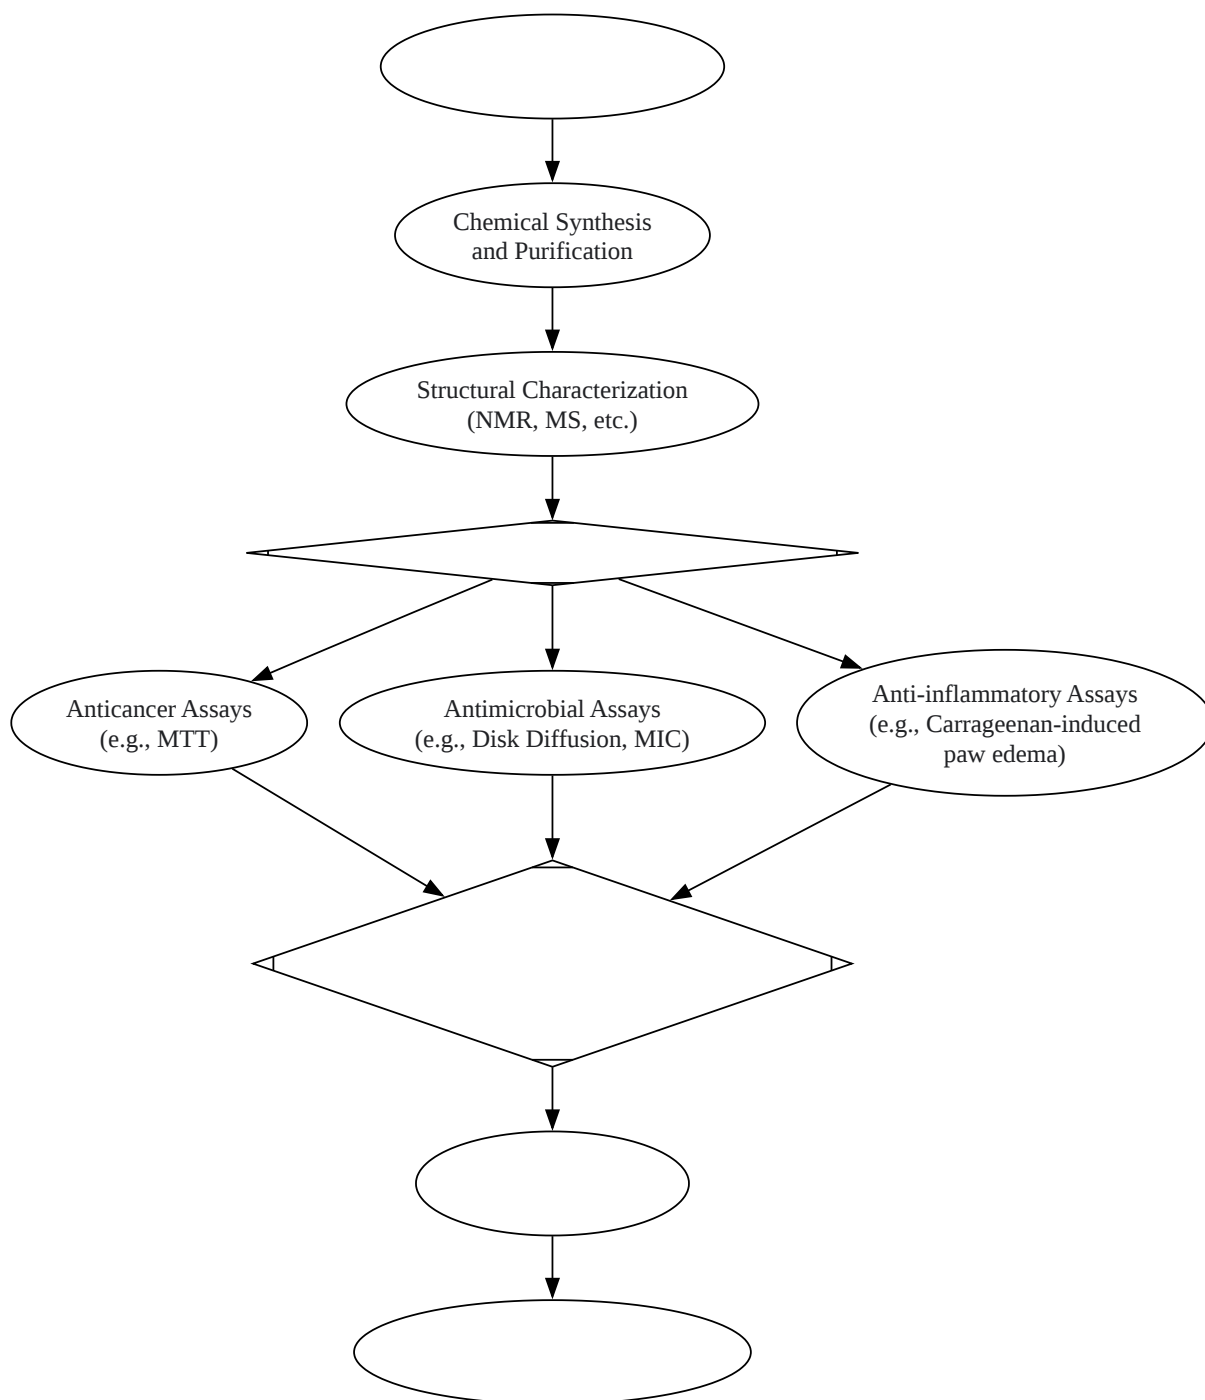 Chemical Synthesis
and Purification
Structural Characterization
(NMR, MS, etc.)
Anticancer Assays
(e.g., MTT)
Antimicrobial Assays
(e.g., Disk Diffusion, MIC)
Anti-inflammatory Assays
(e.g., Carrageenan-induced
paw edema)